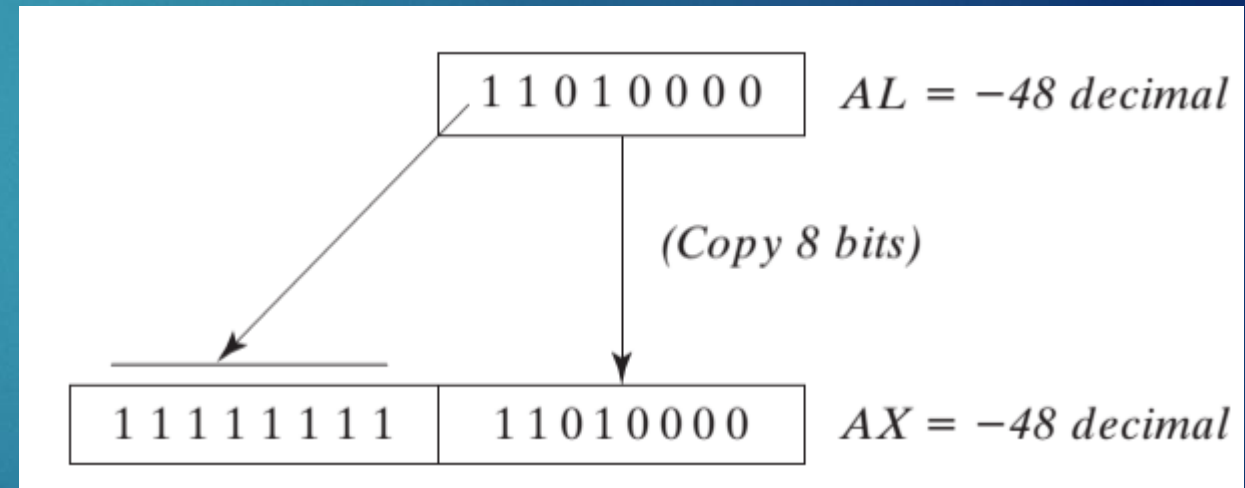 1 1 0 1 0 0 0 0 AL = −48 decimal
(Copy 8 bits)
1 1 1 1 1 1 1 1 1 1 0 1 0 0 0 0 AX = −48 decimal